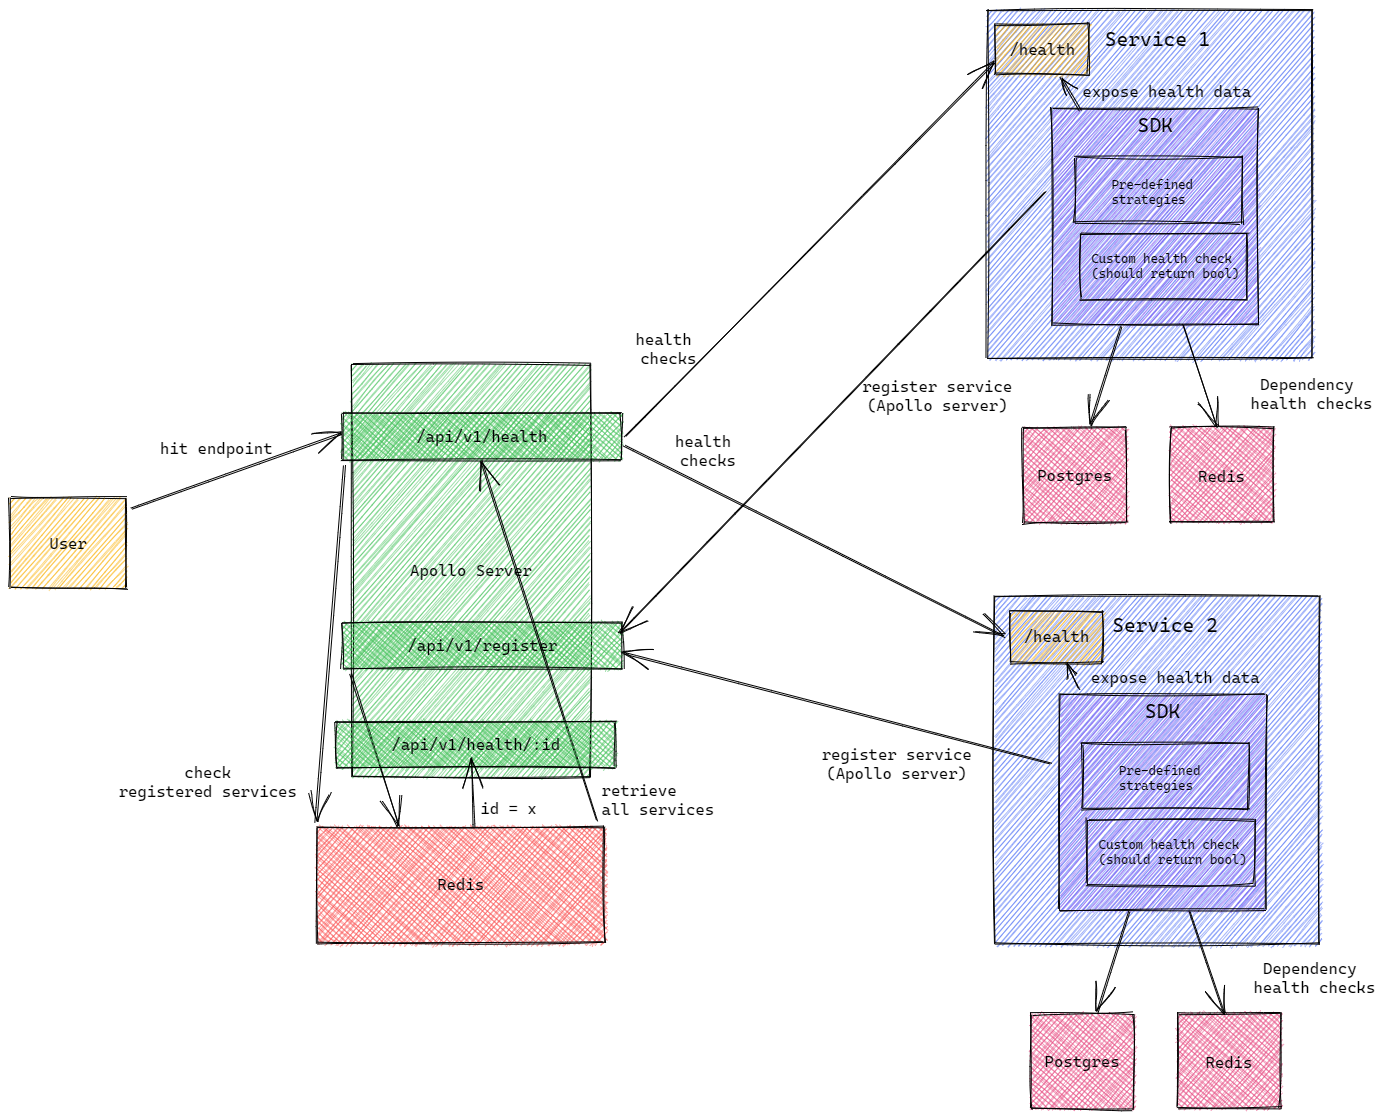 /health
Service 1
expose health data
SDK
Pre-defined
strategies
Custom health check
(should return bool)
health
checks
register service
(Apollo server)
Dependency
health checks
/api/v1/health
hit endpoint
health
checks
Postgres
Redis
User
Apollo Server
/api/v1/register
/health
Service 2
expose health data
SDK
/api/v1/health/:id
register service
(Apollo server)
Pre-defined
strategies
check
registered services
id = x
retrieve
all services
Custom health check
(should return bool)
Redis
Dependency
health checks
Postgres
Redis